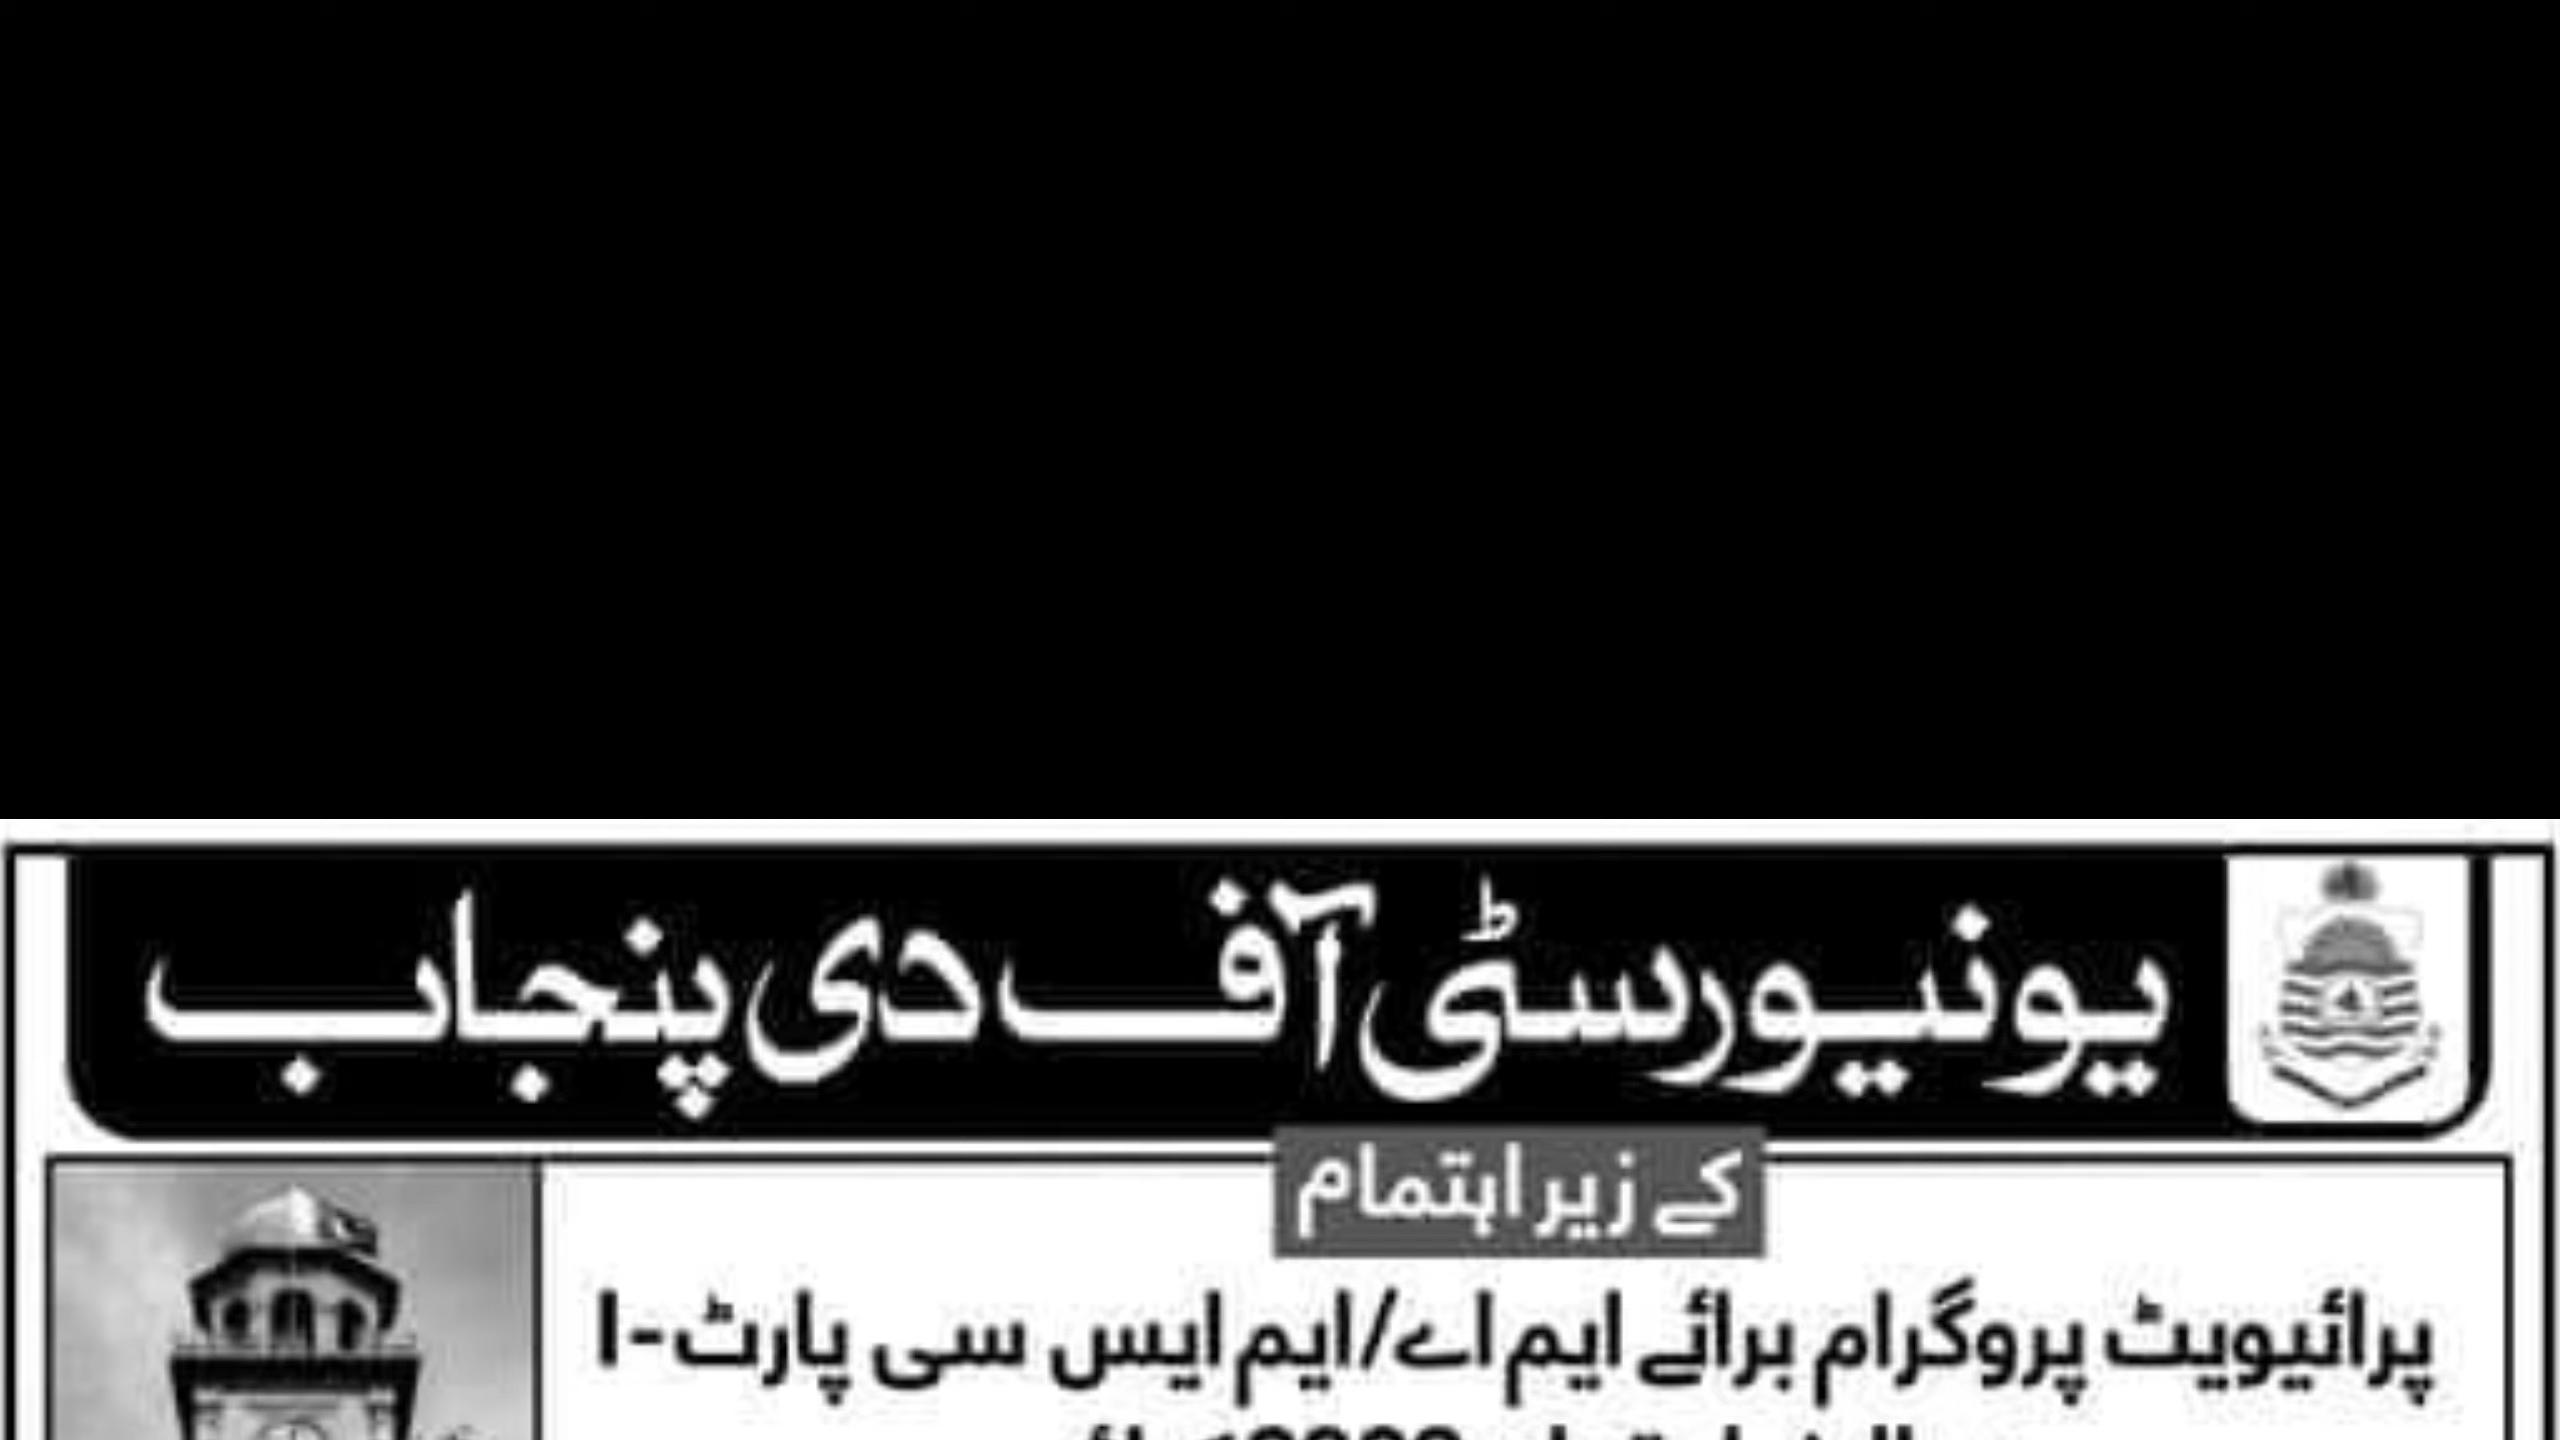 یونیورسٹی آف دی پنجاب
کے زیر اہتمام
پرائیویٹ پروگرام برائے ایم اے/ایم ایس سی پارٹ-I